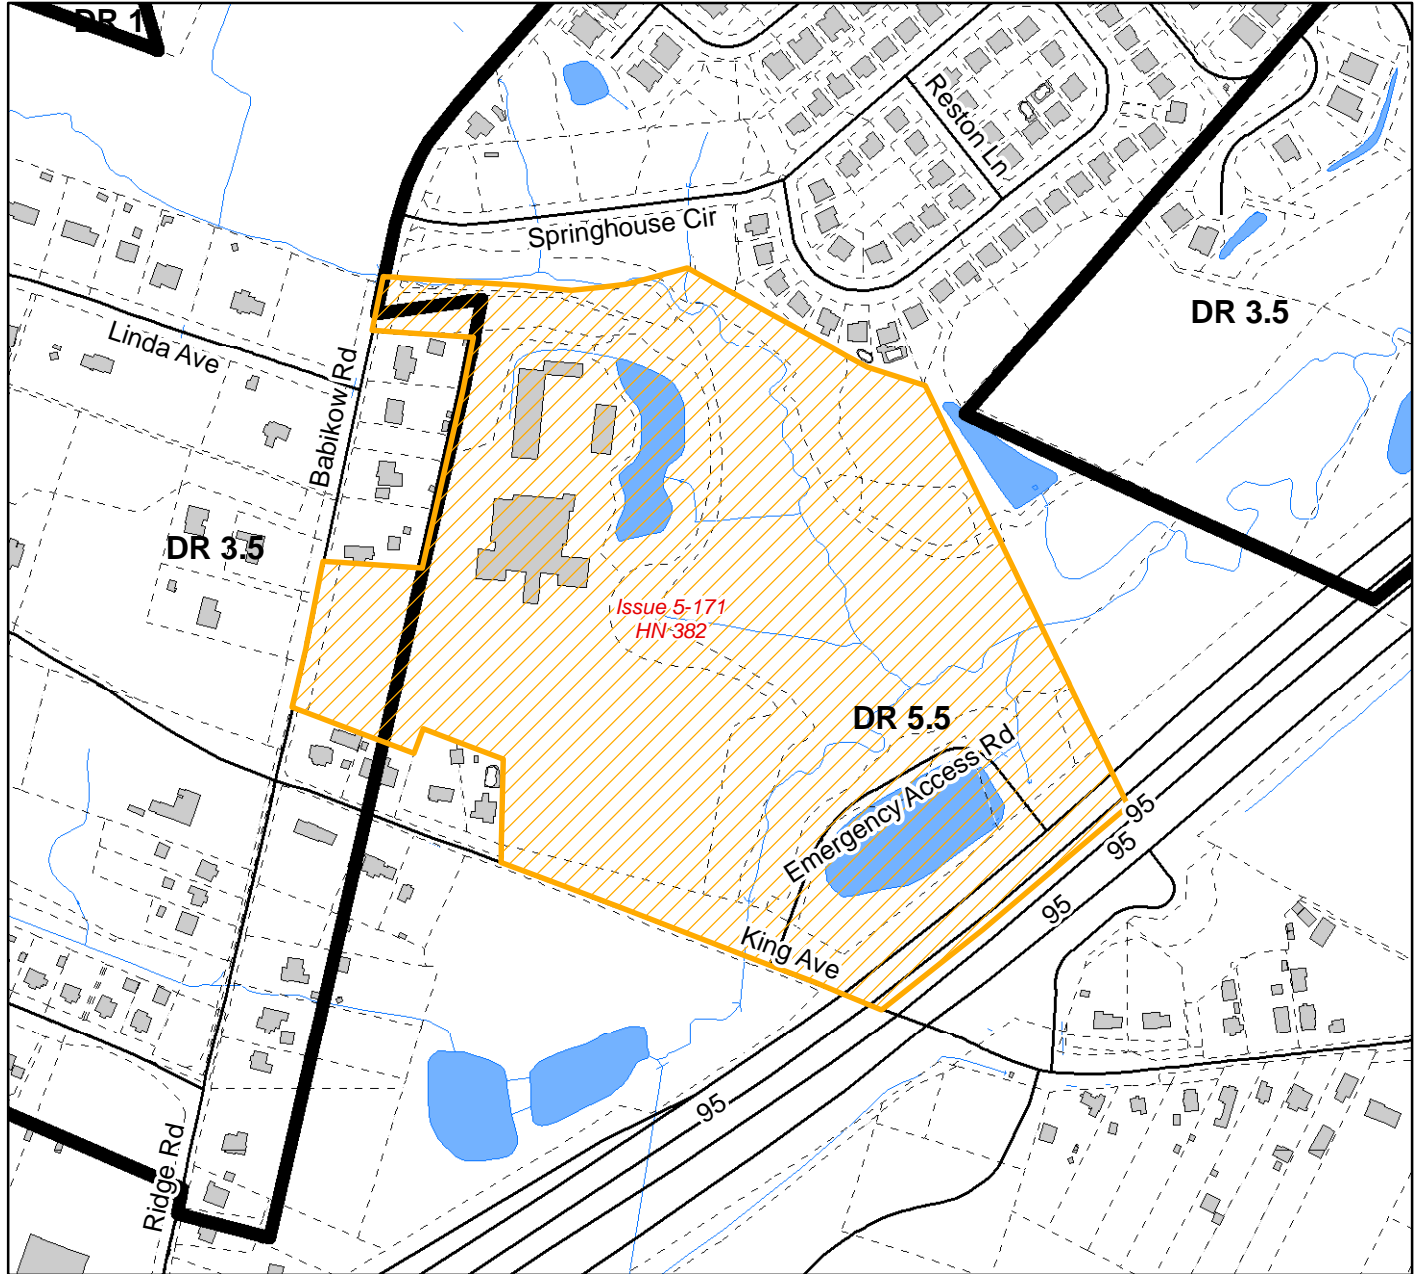 DR 1
Reston Ln
Springhouse Cir
DR 3.5
Linda Ave
Babikow Rd
DR 3.5
Issue 5-171
HN 382
DR 5.5
Emergency Access Rd
95
95
95
King Ave
95
Ridge Rd